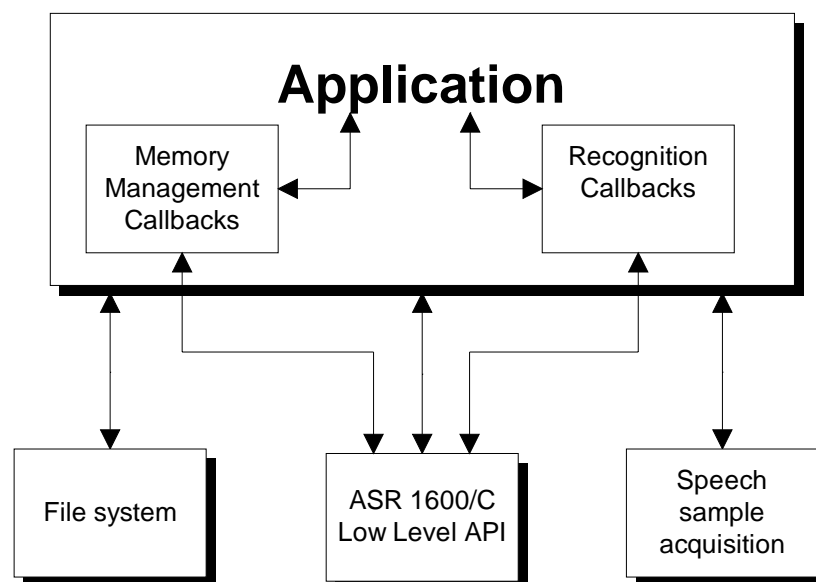 Application
Memory
Management
Callbacks
Recognition
Callbacks
File system
ASR 1600/C
Low Level API
Speech
sample
acquisition